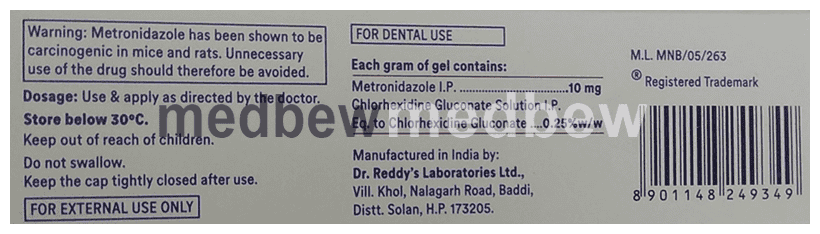 Warning: Metronidazole has been shown to be
carcinogenic in mice and rats. Unnecessary
use of the drug should therefore be avoided.
Dosage: Use & apply as directed by the doctor.
Store below 30ºC.
Keep out of reach of children.
Do not swallow.
Keep the cap tightly closed after use.
FOR EXTERNAL USE ONLY
FOR DENTAL USE
Each gram of gel contains:
Metronidazole I.P. ..............................10 mg
Chlorhexidine Gluconate Solution I.P.
Eq. to Chlorhexidine Gluconate ....0.25%w/w
Manufactured in India by:
Dr. Reddy's Laboratories Ltd.,
Vill. Khol, Nalagarh Road, Baddi,
Distt. Solan, H.P. 173205.
M.L. MNB/05/263
® Registered Trademark
8 901148 249349
medbew medbew